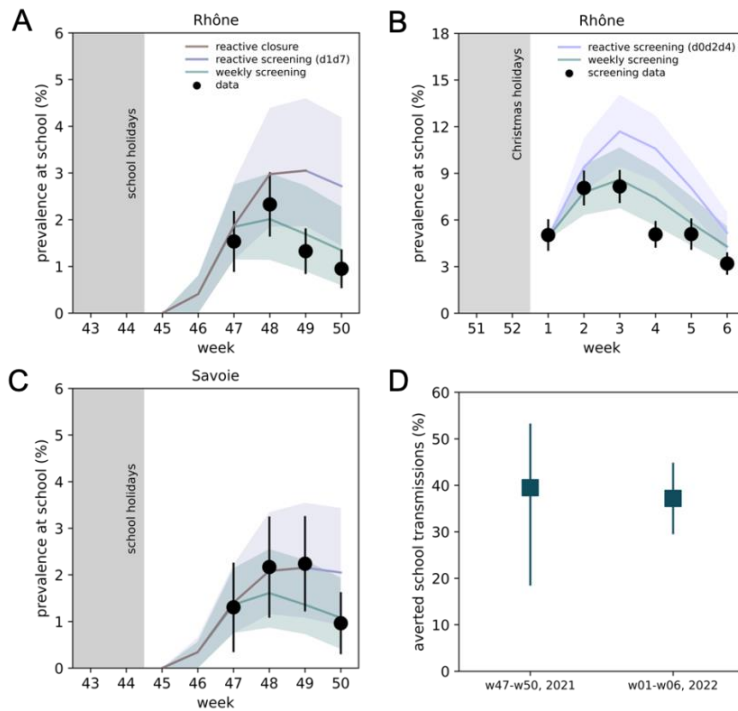 A
Rhône
6
5
4
3
2
1
0
prevalence at school (%)
school holidays
reactive closure
reactive screening (d1d7)
weekly screening
data
43 44 45 46 47 48 49 50
week
B
Rhône
18
15
12
9
6
3
0
prevalence at school (%)
Christmas holidays
reactive screening (d0d2d4)
weekly screening
screening data
51 52 1 2 3 4 5 6
week
C
Savoie
6
5
4
3
2
1
0
prevalence at school (%)
school holidays
43 44 45 46 47 48 49 50
week
D
60
50
40
30
20
10
0
averted school transmissions (%)
w47-w50, 2021 w01-w06, 2022